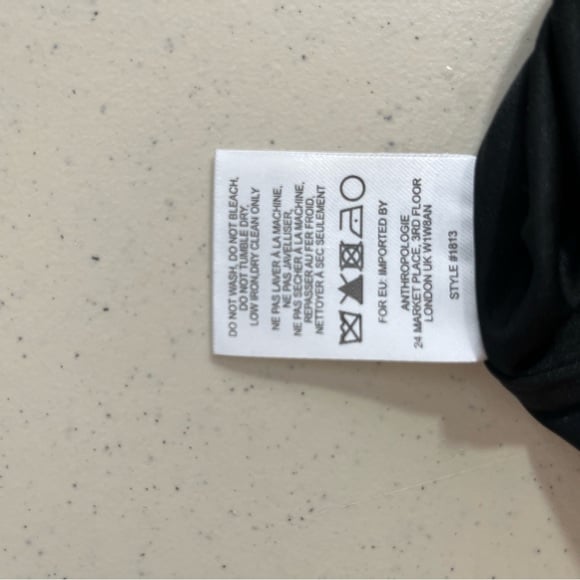 DO NOT WASH, DO NOT BLEACH,
DO NOT TUMBLE DRY,
LOW IRON.DRY CLEAN ONLY
NE PAS LAVER À LA MACHINE,
NE PAS JAVELLISER,
NE PAS SECHER À LA MACHINE,
REPASSER AU FER FROID,
NETTOYER À SEC SEULEMENT
FOR EU: IMPORTED BY
ANTHROPOLOGIE
24 MARKET PLACE, 3RD FLOOR
LONDON UK W1W8AN
STYLE #1813